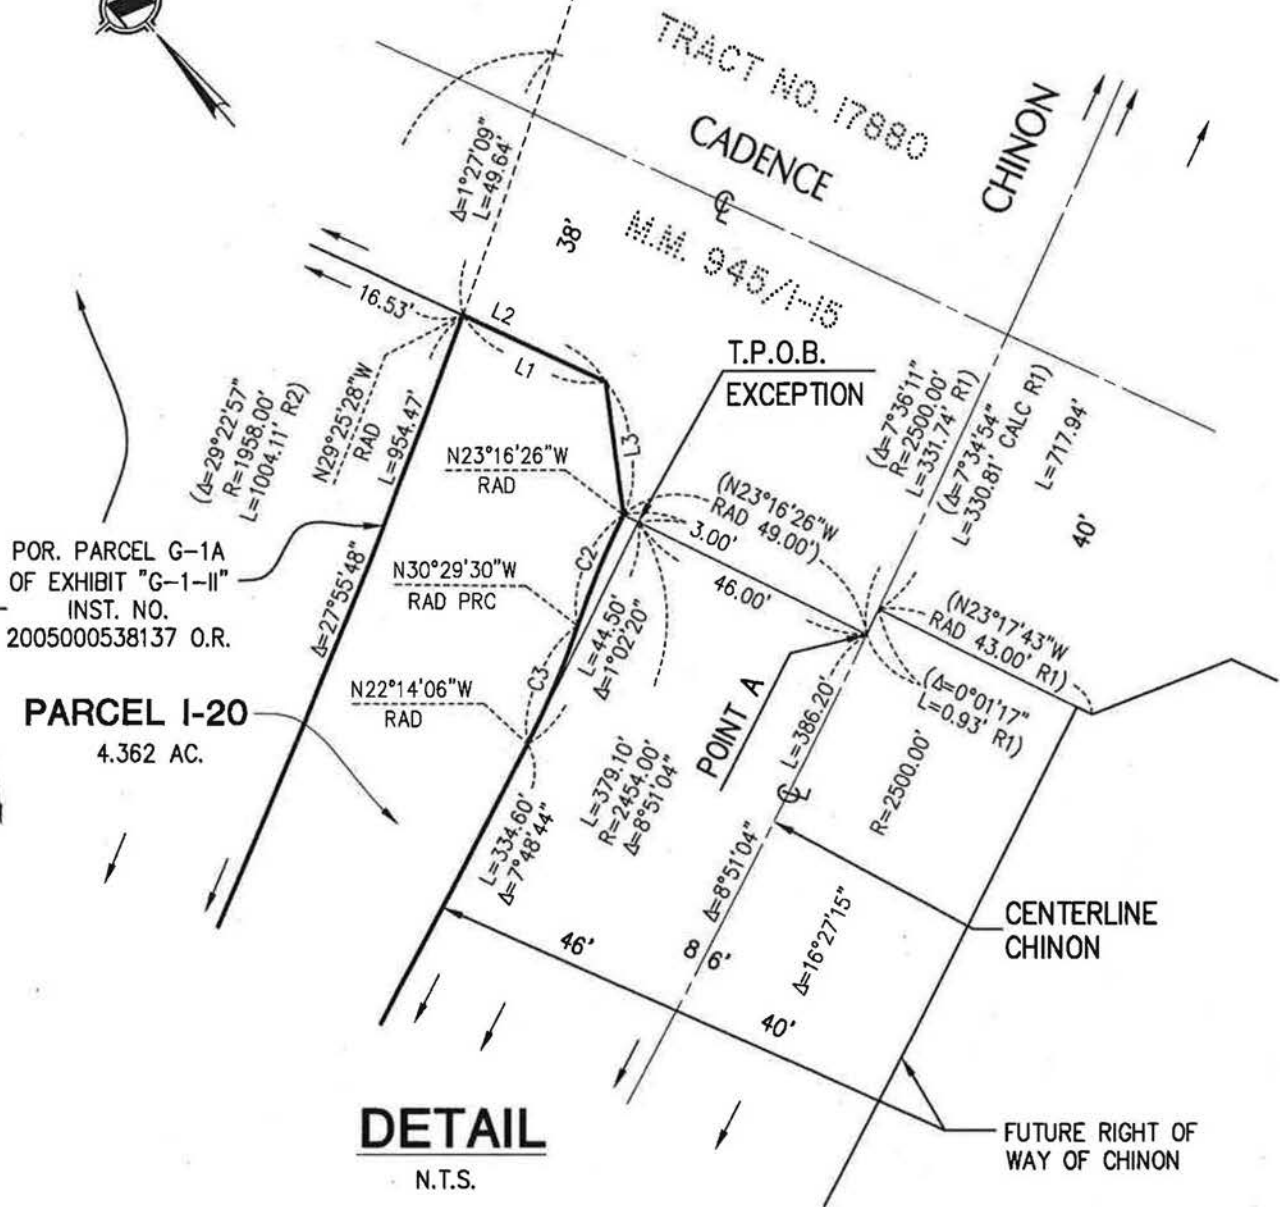 TRACT NO. 17880
CADENCE
CHINON
℄
M.M. 945/1-15
38'
Δ=1°27'09"
L=49.64'
16.53'
L2
L1
L3
T.P.O.B.
EXCEPTION
(Δ=7°36'11"
R=2500.00'
L=331.74' R1)
(Δ=7°34'54"
L=330.81' CALC R1)
L=717.94'
40'
(Δ=29°22'57"
R=1958.00'
L=1004.11' R2)
N29°25'28"W
RAD
L=954.47'
Δ=27°55'48"
N23°16'26"W
RAD
(N23°16'26"W
RAD 49.00')
3.00'
46.00'
POR. PARCEL G-1A
OF EXHIBIT "G-1-II"
INST. NO.
2005000538137 O.R.
N30°29'30"W
RAD PRC
C2
L=44.50'
Δ=1°02'20"
(N23°17'43"W
RAD 43.00' R1)
(Δ=0°01'17"
L=0.93' R1)
PARCEL I-20
4.362 AC.
N22°14'06"W
RAD
C3
POINT A
L=386.20'
℄
R=2500.00'
L=379.10'
R=2454.00'
Δ=8°51'04"
L=334.60'
Δ=7°48'44"
Δ=8°51'04"
Δ=16°27'15"
CENTERLINE
CHINON
46'
86'
40'
DETAIL
N.T.S.
FUTURE RIGHT OF
WAY OF CHINON